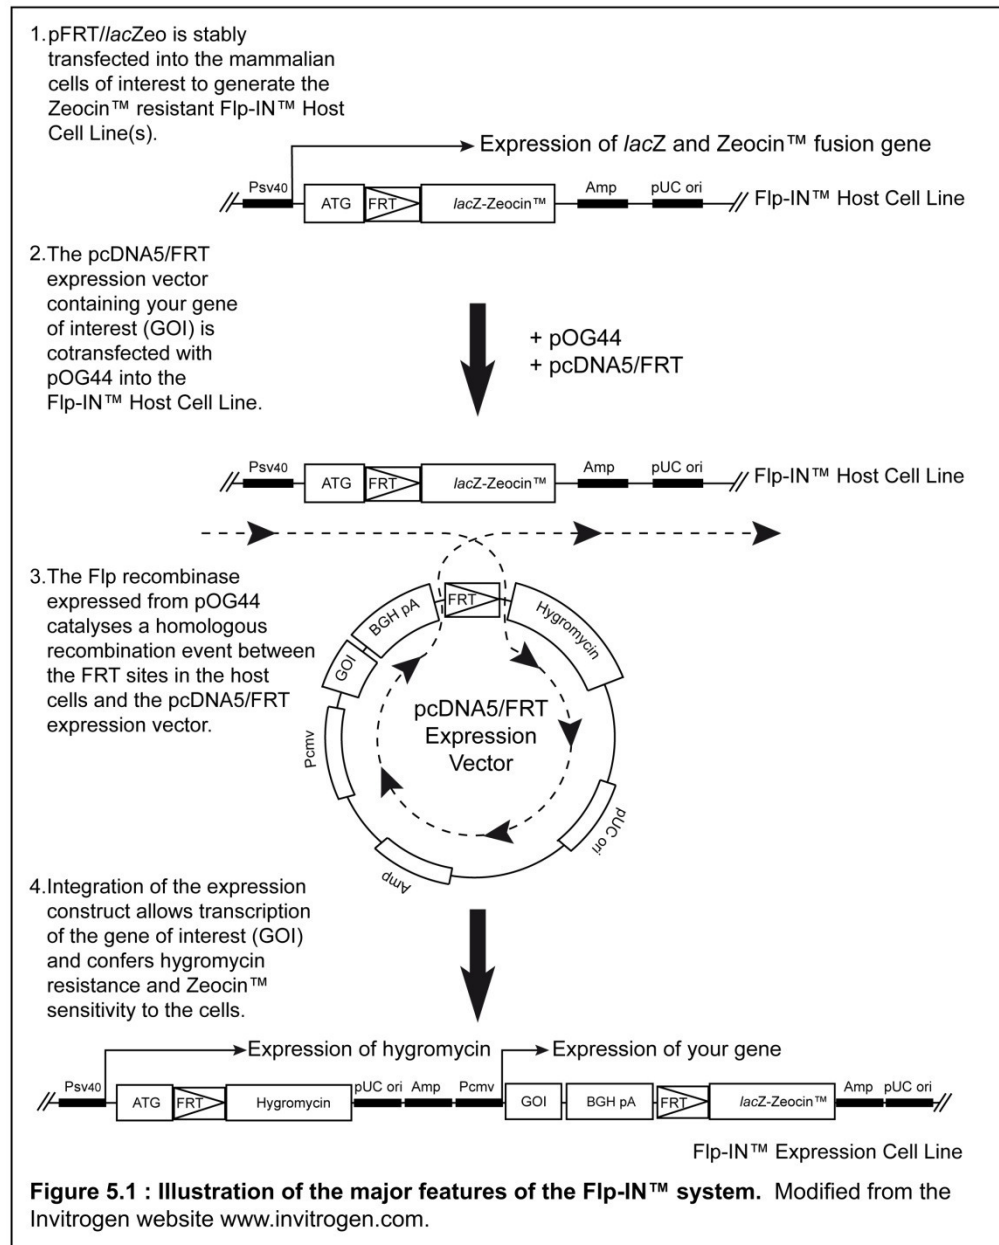 1. pFRT/lacZeo is stably
transfected into the mammalian
cells of interest to generate the
Zeocin™ resistant Flp-IN™ Host
Cell Line(s).
Expression of lacZ and Zeocin™ fusion gene
Psv40
ATG
FRT
lacZ-Zeocin™
Amp
pUC ori
Flp-IN™ Host Cell Line
2. The pcDNA5/FRT
expression vector
containing your gene
of interest (GOI) is
cotransfected with
pOG44 into the
Flp-IN™ Host Cell Line.
+ pOG44
+ pcDNA5/FRT
Psv40
ATG
FRT
lacZ-Zeocin™
Amp
pUC ori
Flp-IN™ Host Cell Line
3. The Flp recombinase
expressed from pOG44
catalyses a homologous
recombination event between
the FRT sites in the host
cells and the pcDNA5/FRT
expression vector.
GOI
BGH pA
FRT
Hygromycin
pUC ori
Amp
Pcmv
pcDNA5/FRT
Expression
Vector
4. Integration of the expression
construct allows transcription
of the gene of interest (GOI)
and confers hygromycin
resistance and Zeocin™
sensitivity to the cells.
Expression of hygromycin
Expression of your gene
Psv40
ATG
FRT
Hygromycin
pUC ori
Amp
Pcmv
GOI
BGH pA
FRT
lacZ-Zeocin™
Amp
pUC ori
Flp-IN™ Expression Cell Line
Figure 5.1 : Illustration of the major features of the Flp-IN™ system. Modified from the
Invitrogen website www.invitrogen.com.